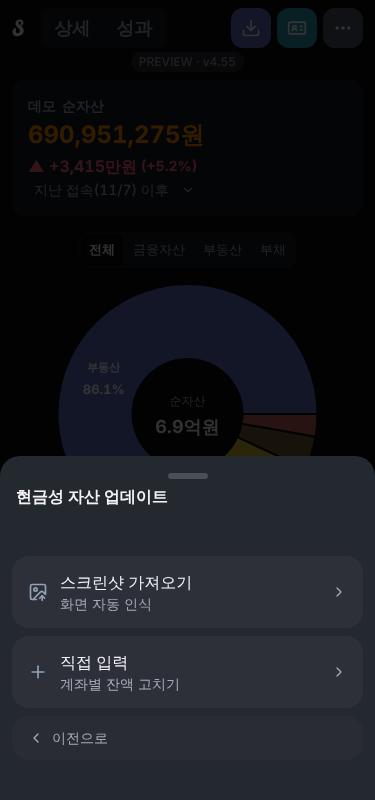 S
상세 성과
PREVIEW · v4.55
데모 순자산
690,951,275원
▲ +3,415만원 (+5.2%)
지난 접속(11/7) 이후
전체 금융자산 부동산 부채
부동산
86.1%
순자산
6.9억원
현금성 자산 업데이트
스크린샷 가져오기
화면 자동 인식
직접 입력
계좌별 잔액 고치기
이전으로